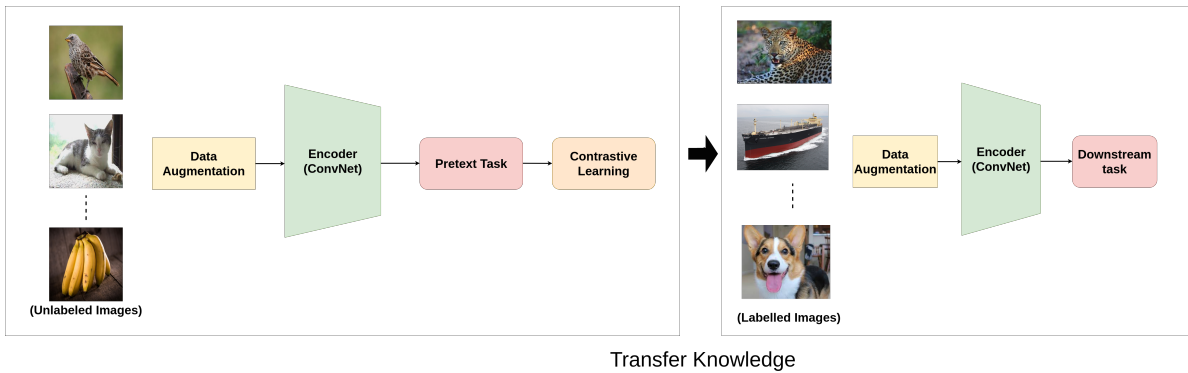 Data
Augmentation
Encoder
(ConvNet)
Pretext Task
Contrastive
Learning
(Unlabeled Images)
Data
Augmentation
Encoder
(ConvNet)
Downstream
task
(Labelled Images)
Transfer Knowledge